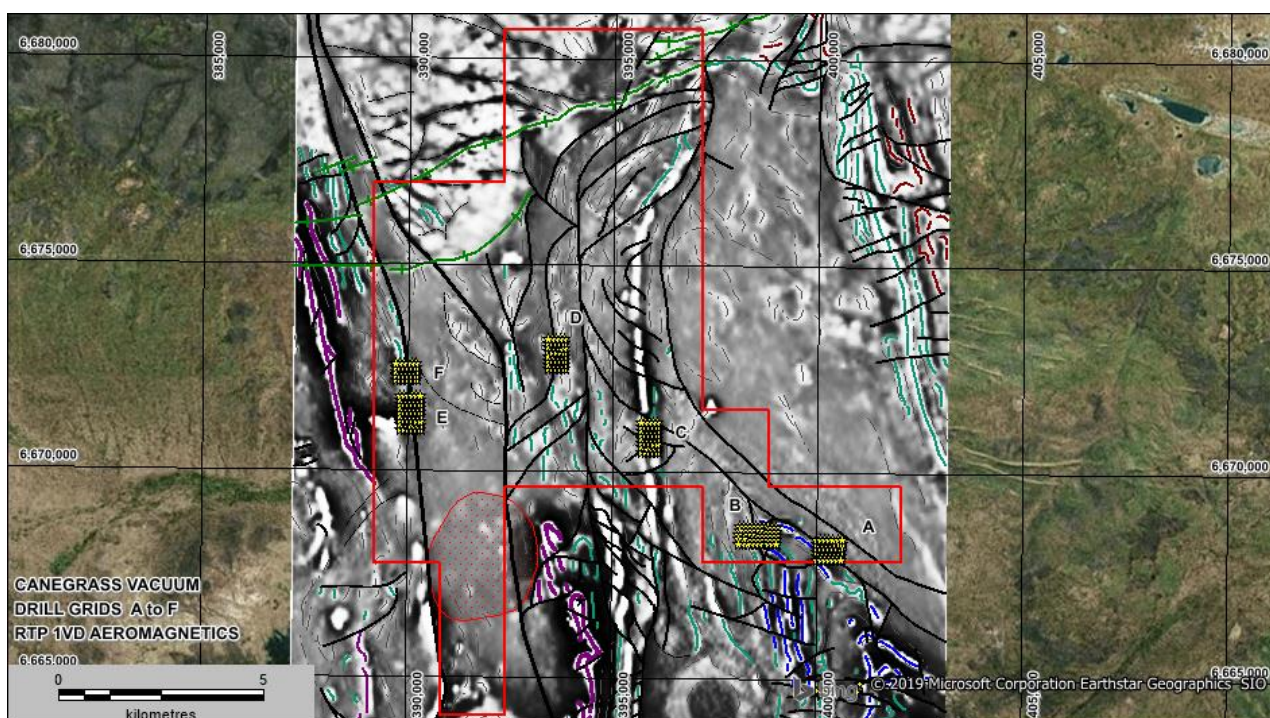 6,680,000
385,000
390,000
395,000
400,000
405,000
6,680,000
6,675,000
6,675,000
D
F
E
C
6,670,000
6,670,000
B
A
CANEGRASS VACUUM
DRILL GRIDS A to F
RTP 1VD AEROMAGNETICS
6,665,000
6,665,000
0
5
kilometres
390,000
395,000
400,000
405,000
© 2019 Microsoft Corporation Earthstar Geographics SIO